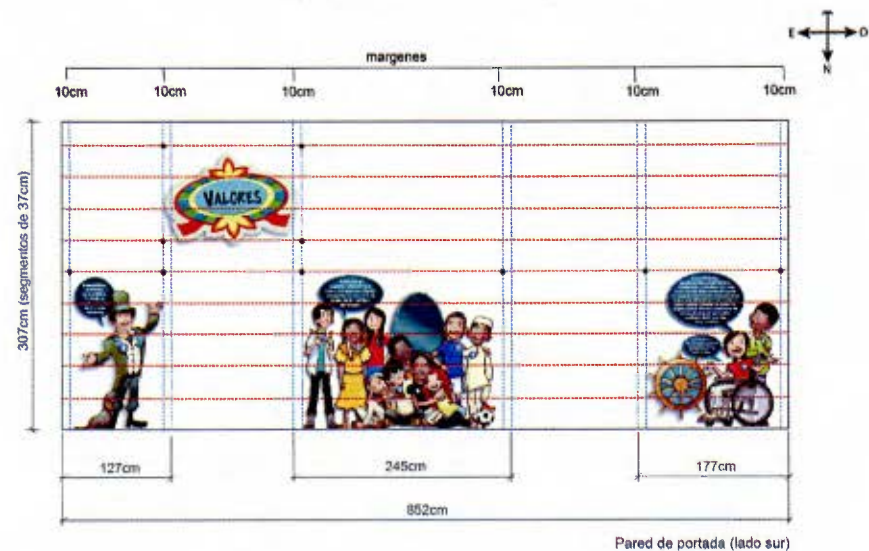 margenes
E O
N
10cm 10cm 10cm 10cm 10cm 10cm
307cm (segmentos de 37cm)
VALORES
127cm 245cm 177cm
852cm
Pared de portada (lado sur)